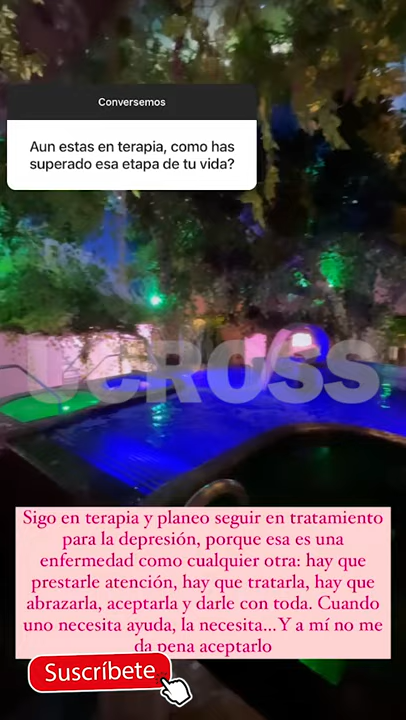 Conversemos
Aun estas en terapia, como has
superado esa etapa de tu vida?
UCROSS
Sigo en terapia y planeo seguir en tratamiento
para la depresión, porque esa es una
enfermedad como cualquier otra: hay que
prestarle atención, hay que tratarla, hay que
abrazarla, aceptarla y darle con toda. Cuando
uno necesita ayuda, la necesita...Y a mí no me
da pena aceptarlo
Suscríbete